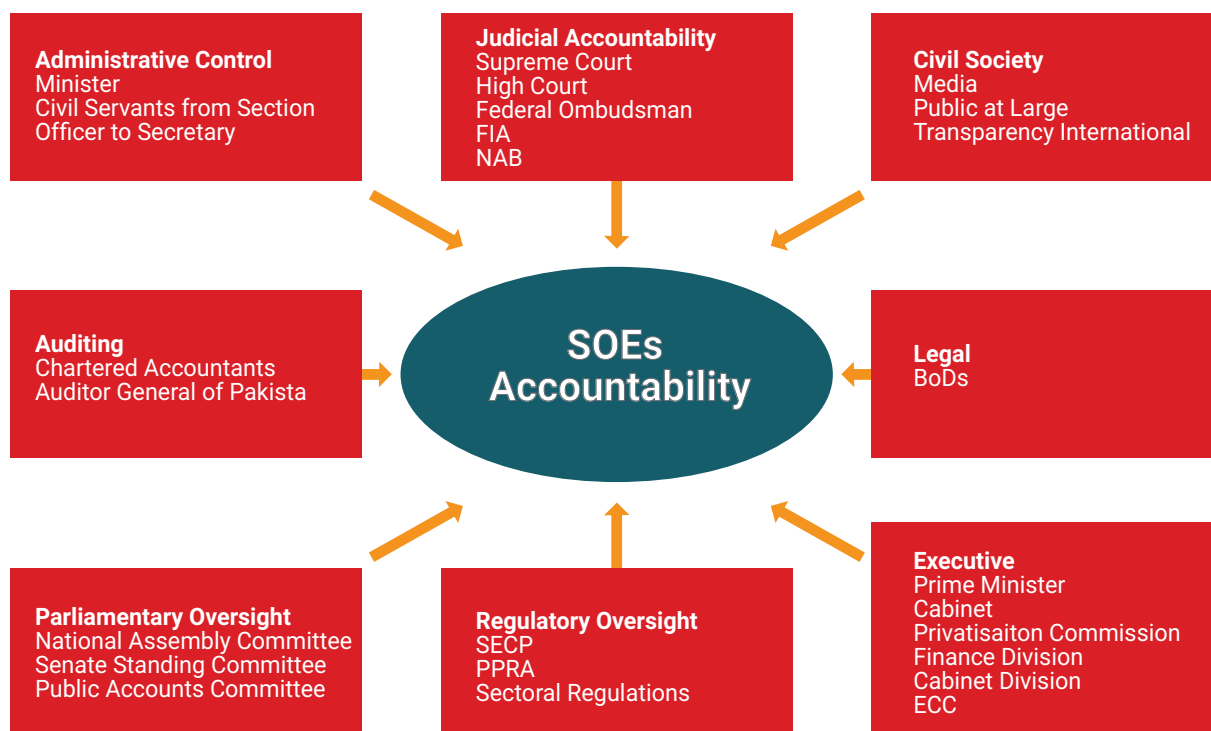 Administrative Control
Minister
Civil Servants from Section
Officer to Secretary
Judicial Accountability
Supreme Court
High Court
Federal Ombudsman
FIA
NAB
Civil Society
Media
Public at Large
Transparency International
Auditing
Chartered Accountants
Auditor General of Pakista
SOEs
Accountability
Legal
BoDs
Parliamentary Oversight
National Assembly Committee
Senate Standing Committee
Public Accounts Committee
Regulatory Oversight
SECP
PPRA
Sectoral Regulations
Executive
Prime Minister
Cabinet
Privatisaiton Commission
Finance Division
Cabinet Division
ECC